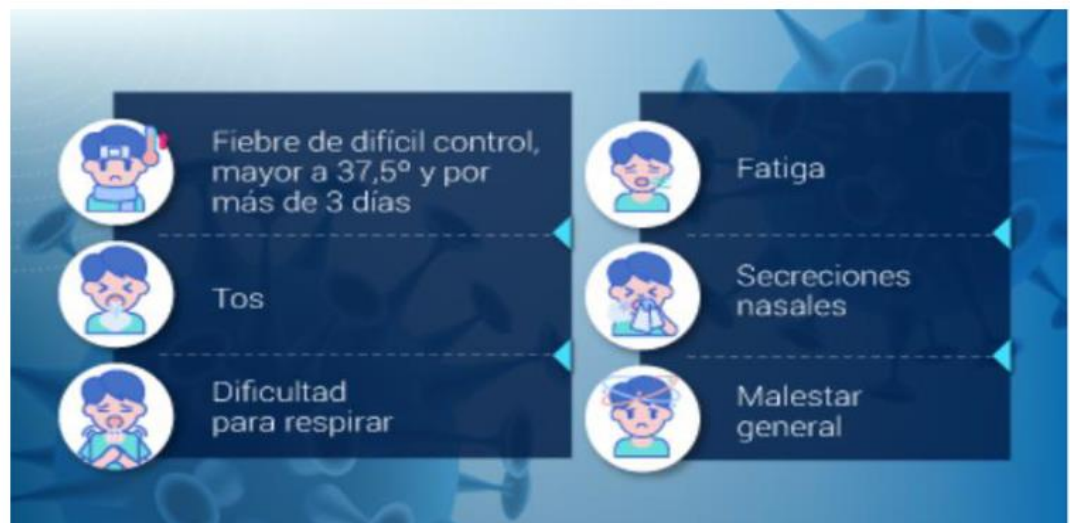 Fiebre de difícil control,
mayor a 37,5º y por
más de 3 días
Tos
Dificultad
para respirar
Fatiga
Secreciones
nasales
Malestar
general